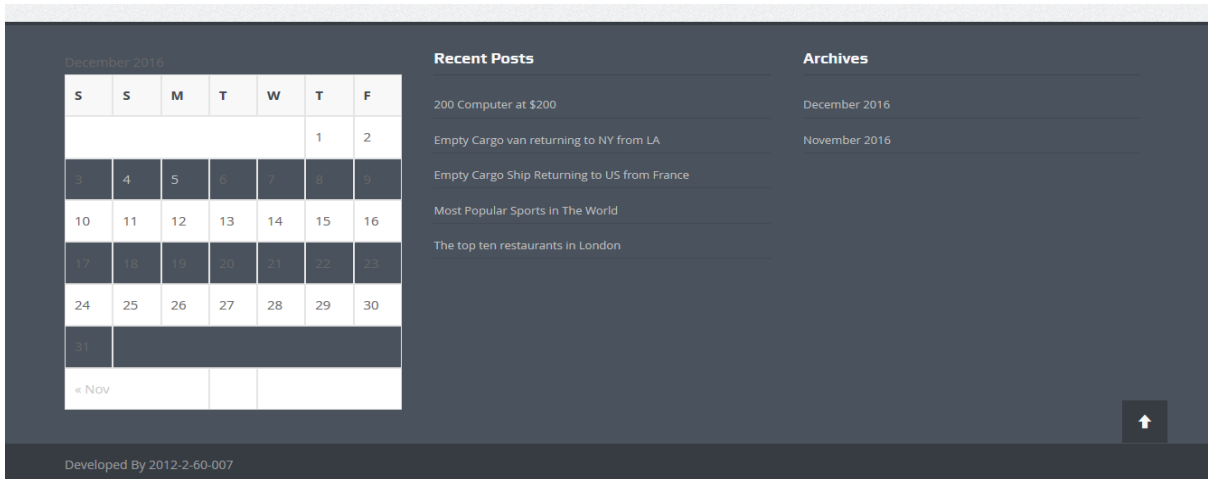 December 2016
S S M T W T F
1 2
3 4 5 6 7 8 9
10 11 12 13 14 15 16
17 18 19 20 21 22 23
24 25 26 27 28 29 30
31
« Nov
Recent Posts
200 Computer at $200
Empty Cargo van returning to NY from LA
Empty Cargo Ship Returning to US from France
Most Popular Sports in The World
The top ten restaurants in London
Archives
December 2016
November 2016
Developed By 2012-2-60-007